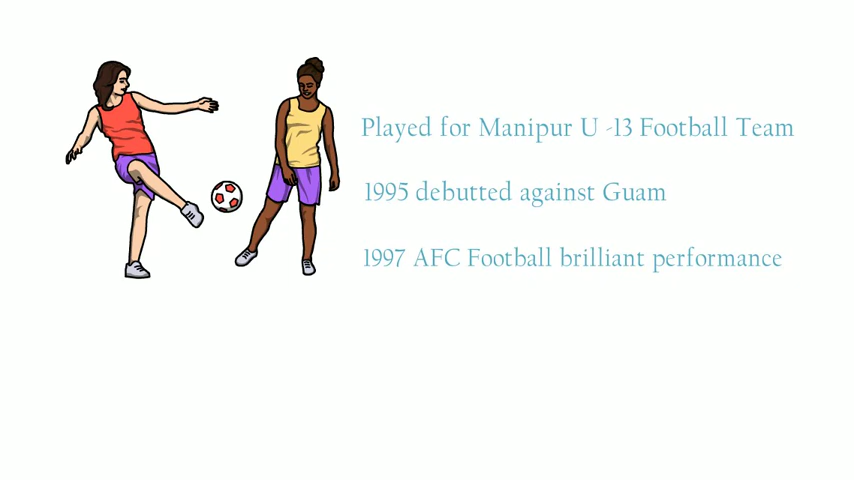 Played for Manipur U -13 Football Team
1995 debutted against Guam
1997 AFC Football brilliant performance